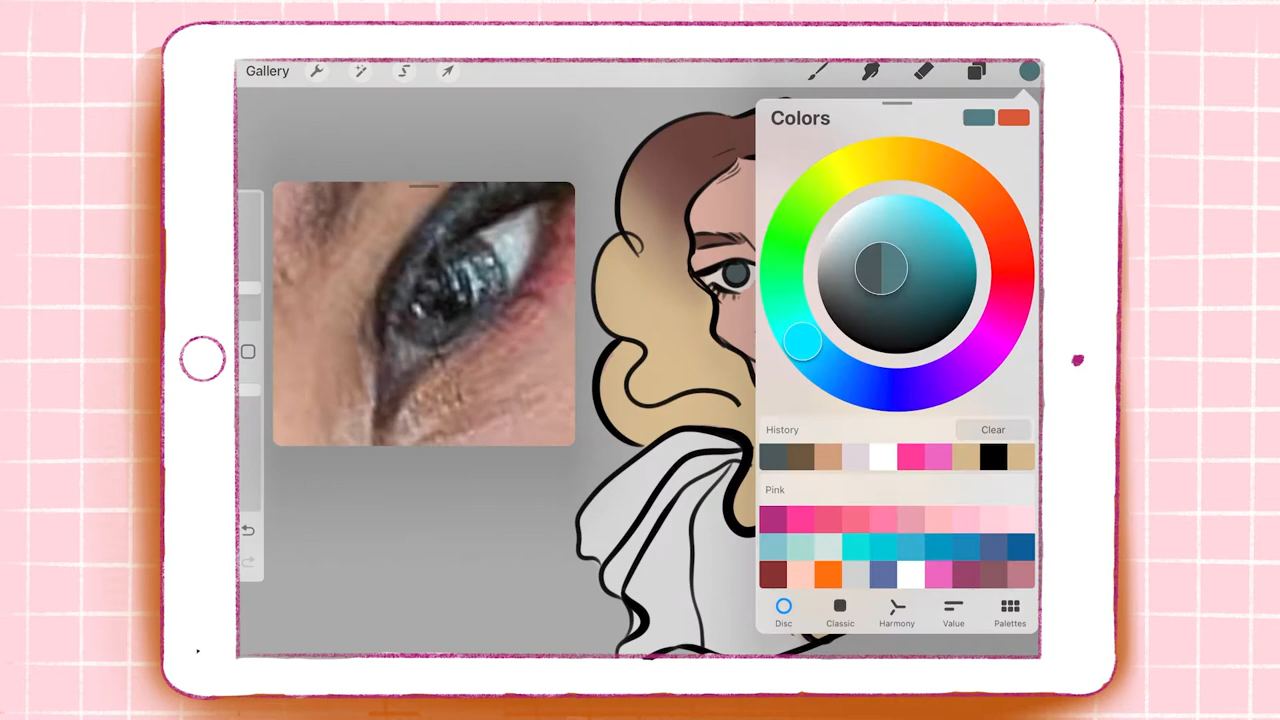 Gallery
Colors
History
Clear
Pink
Disc
Classic
Harmony
Value
Palettes